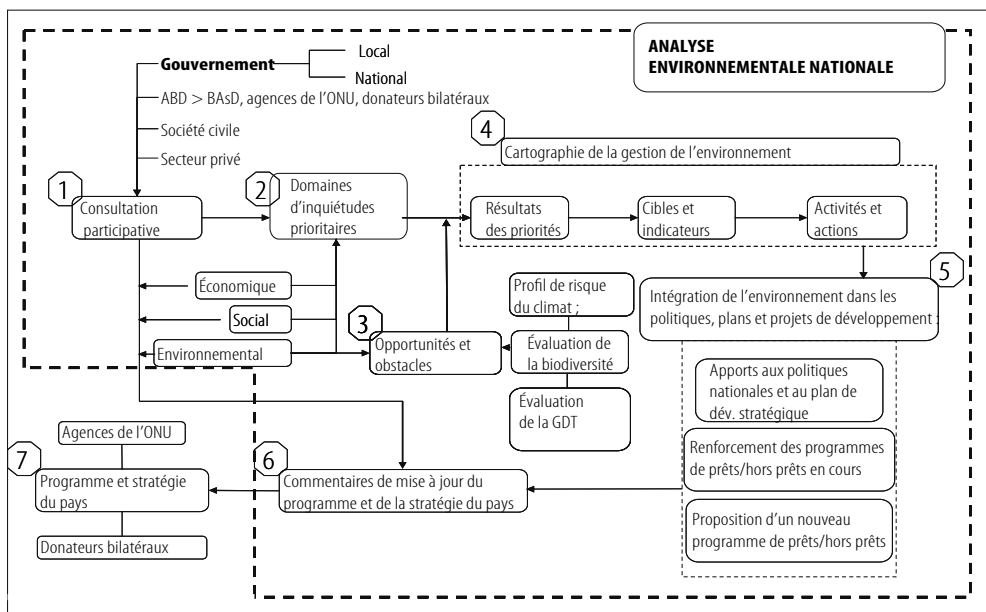 ANALYSE
ENVIRONNEMENTALE NATIONALE
Gouvernement
Local
National
ABD > BAsD, agences de l'ONU, donateurs bilatéraux
Société civile
Secteur privé
1
Consultation
participative
2
Domaines
d'inquiétudes
prioritaires
4
Cartographie de la gestion de l'environnement
Résultats
des priorités
Cibles et
indicateurs
Activités et
actions
Économique
Social
Environnemental
3
Opportunités et
obstacles
Profil de risque
du climat ;
Évaluation de
la biodiversité
Évaluation
de la GDT
5
Intégration de l'environnement dans les
politiques, plans et projets de développement :
Apports aux politiques
nationales et au plan de
dév. stratégique
Renforcement des programmes
de prêts/hors prêts en cours
Proposition d'un nouveau
programme de prêts/hors prêts
6
Commentaires de mise à jour du
programme et de la stratégie du pays
Agences de l'ONU
7
Programme et stratégie
du pays
Donateurs bilatéraux